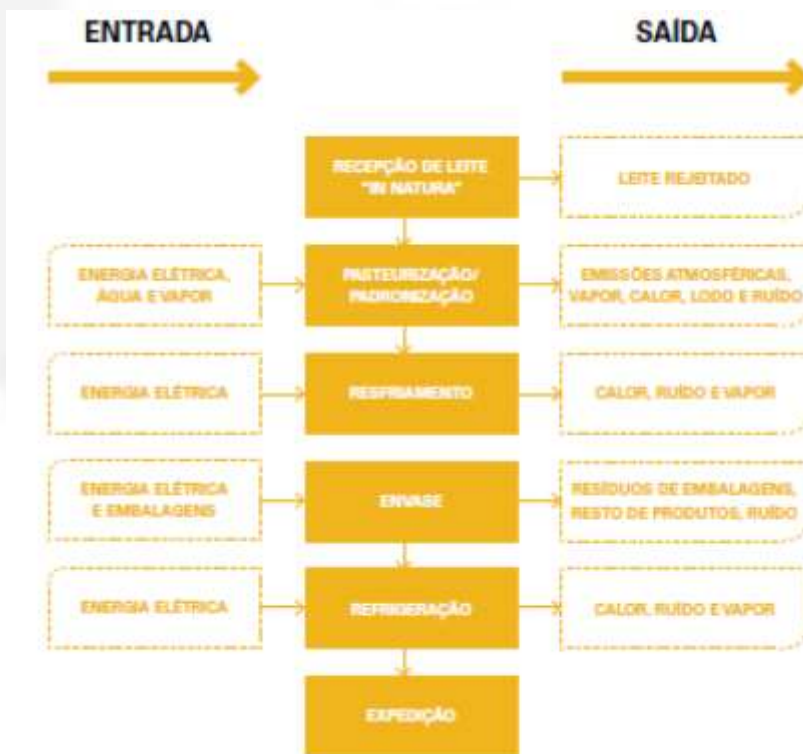 ENTRADA
SAÍDA
RECEPÇÃO DE LEITE
"IN NATURA"
LEITE REJEITADO
ENERGIA ELÉTRICA,
ÁGUA E VAPOR
PASTEURIZAÇÃO/
PADRONIZAÇÃO
EMISSÕES ATMOSFÉRICAS,
VAPOR, CALOR, LODO E RUÍDO
ENERGIA ELÉTRICA
RESFRIAMENTO
CALOR, RUÍDO E VAPOR
ENERGIA ELÉTRICA
E EMBALAGENS
ENVASE
RESÍDUOS DE EMBALAGENS,
RESTO DE PRODUTOS, RUÍDO
ENERGIA ELÉTRICA
REFRIGERAÇÃO
CALOR, RUÍDO E VAPOR
EXPEDIÇÃO